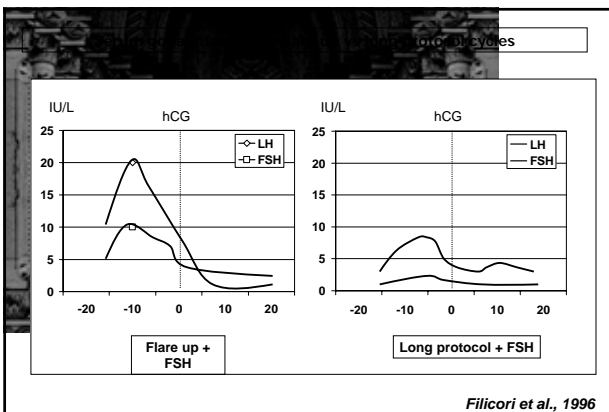 protocol cycles
IU/L
hCG
25
20
15
10
5
0
-20 -10 0 10 20
LH
FSH
Flare up +
FSH
IU/L
hCG
25
20
15
10
5
0
-20 -10 0 10 20
LH
FSH
Long protocol + FSH
Filicori et al., 1996